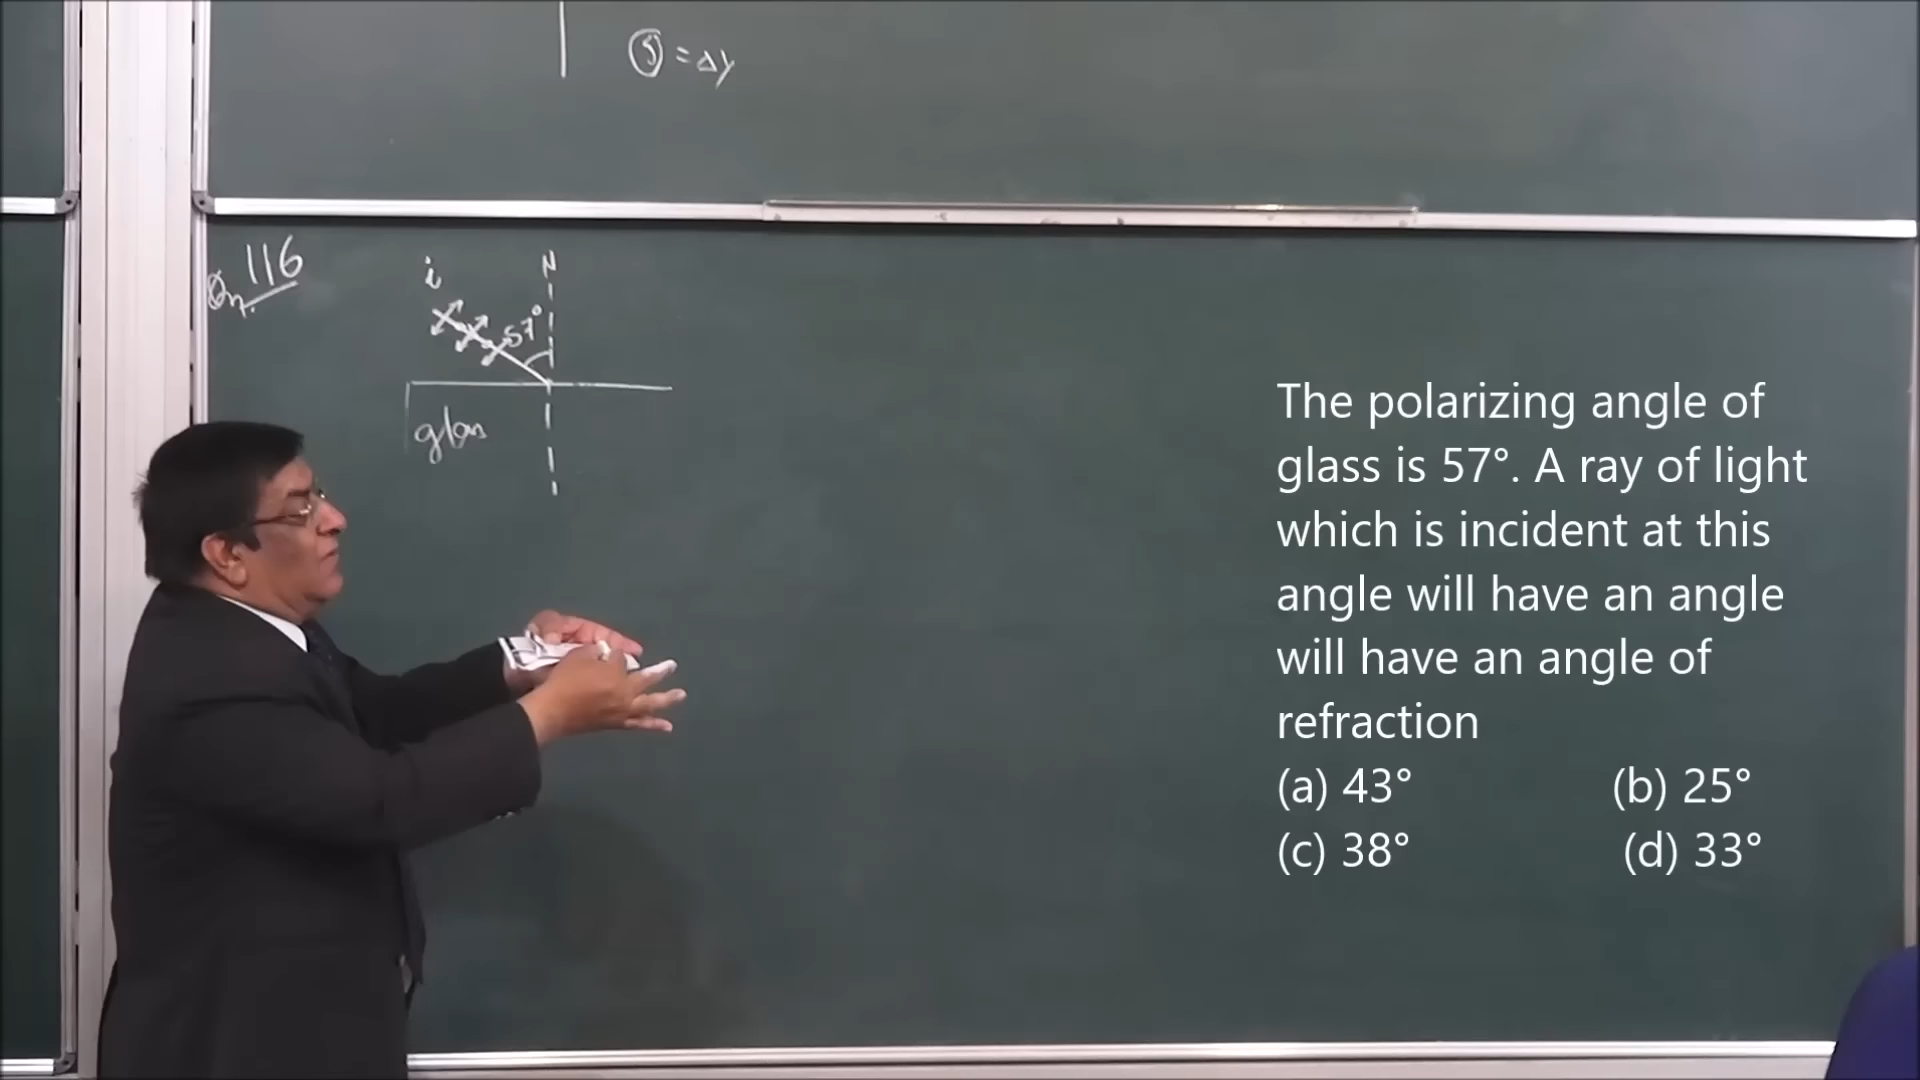 (5) = Δy
Qn. 116
i
N
57°
glass
The polarizing angle of
glass is 57°. A ray of light
which is incident at this
angle will have an angle
will have an angle of
refraction
(a) 43° (b) 25°
(c) 38° (d) 33°